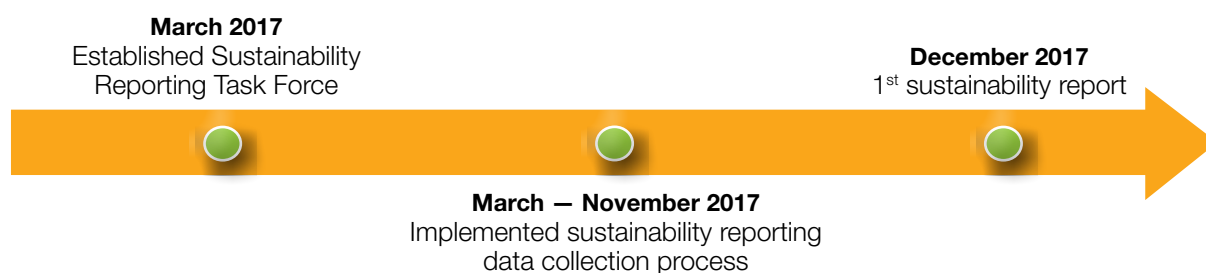 March 2017
Established Sustainability
Reporting Task Force
March — November 2017
Implemented sustainability reporting
data collection process
December 2017
1st sustainability report